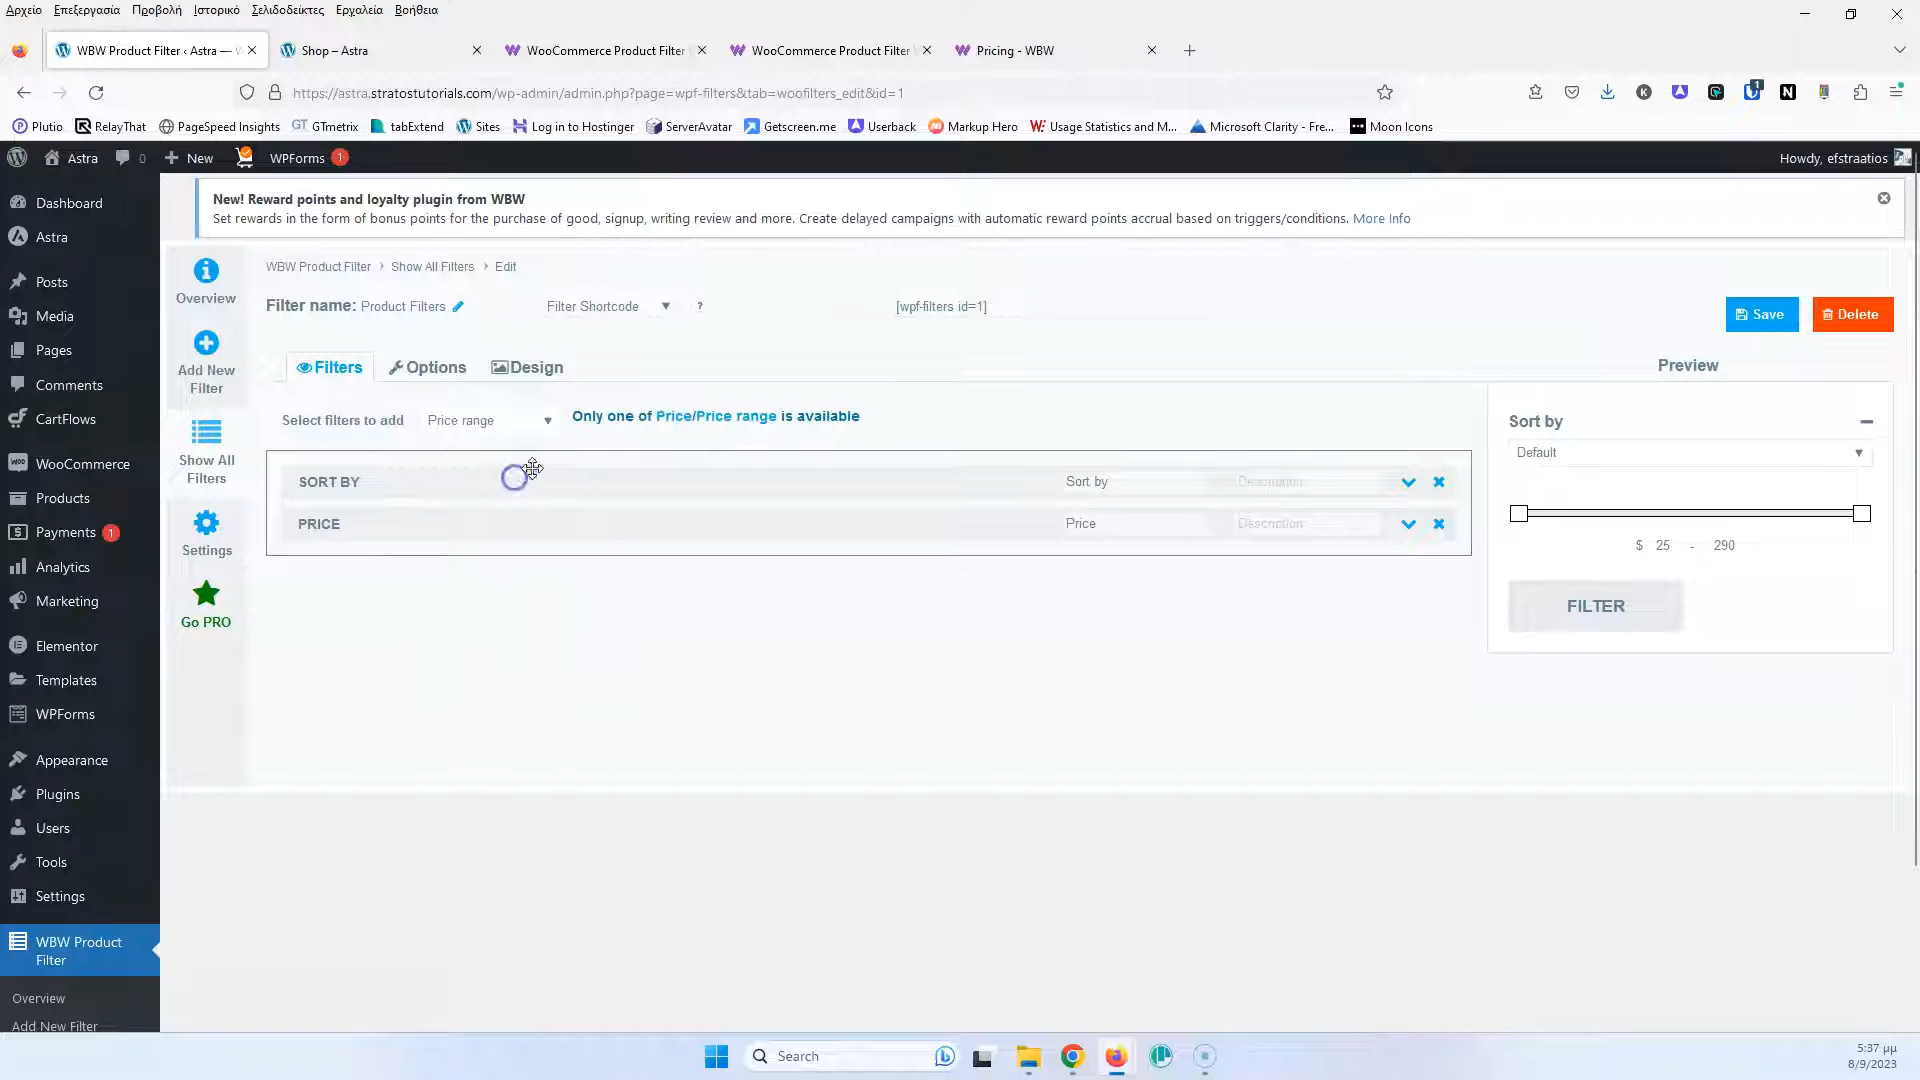 Αρχείο Επεξεργασία Προβολή Ιστορικό Σελιδοδείκτες Εργαλεία Βοήθεια
WBW Product Filter ‹ Astra — W
Shop – Astra
WooCommerce Product Filter
WooCommerce Product Filter
Pricing - WBW
https://astra.stratostutorials.com/wp-admin/admin.php?page=wpf-filters&tab=woofilters_edit&id=1
Plutio RelayThat PageSpeed Insights GTmetrix tabExtend Sites Log in to Hostinger ServerAvatar Getscreen.me Userback Markup Hero Usage Statistics and M... Microsoft Clarity - Fre... Moon Icons
Astra 0 New WPForms 1
Howdy, efstraatios
Dashboard
Astra
Posts
Media
Pages
Comments
CartFlows
WooCommerce
Products
Payments 1
Analytics
Marketing
Elementor
Templates
WPForms
Appearance
Plugins
Users
Tools
Settings
WBW Product
Filter
Overview
Add New Filter
New! Reward points and loyalty plugin from WBW
Set rewards in the form of bonus points for the purchase of good, signup, writing review and more. Create delayed campaigns with automatic reward points accrual based on triggers/conditions. More Info
Overview
Add New
Filter
Show All
Filters
Settings
Go PRO
WBW Product Filter › Show All Filters › Edit
Filter name: Product Filters
Filter Shortcode ?
[wpf-filters id=1]
Save
Delete
Filters
Options
Design
Preview
Select filters to add
Price range
Only one of Price/Price range is available
SORT BY Sort by Description
PRICE Price Description
Sort by
Default
$ 25 - 290
FILTER
Search
5:37 μμ
8/9/2023